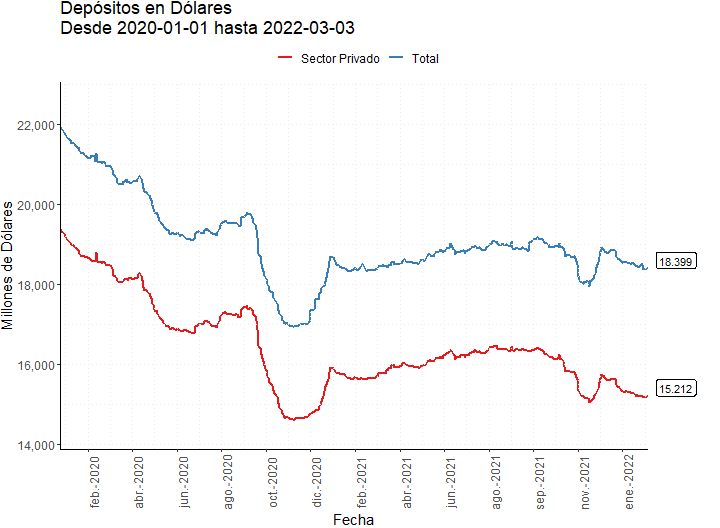 Depósitos en Dólares
Desde 2020-01-01 hasta 2022-03-03
Sector Privado
Total
Millones de Dólares
22,000
20,000
18,000
16,000
14,000
18.399
15.212
feb.-2020
abr.-2020
jun.-2020
ago.-2020
oct.-2020
dic.-2020
feb.-2021
abr.-2021
jun.-2021
ago.-2021
sep.-2021
nov.-2021
ene.-2022
Fecha